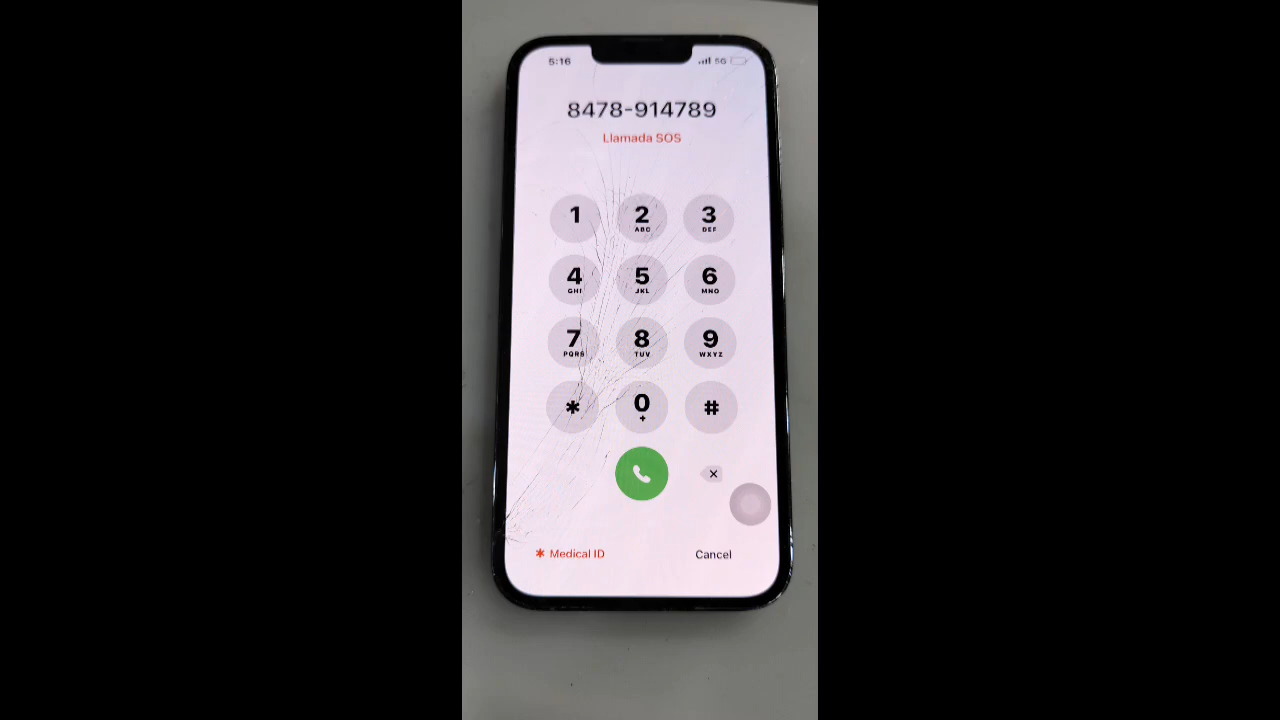 5:16 5G
8478-914789
Llamada SOS
1 2 3
ABC DEF
4 5 6
GHI JKL MNO
7 8 9
PQRS TUV WXYZ
* 0 #
+
* Medical ID Cancel